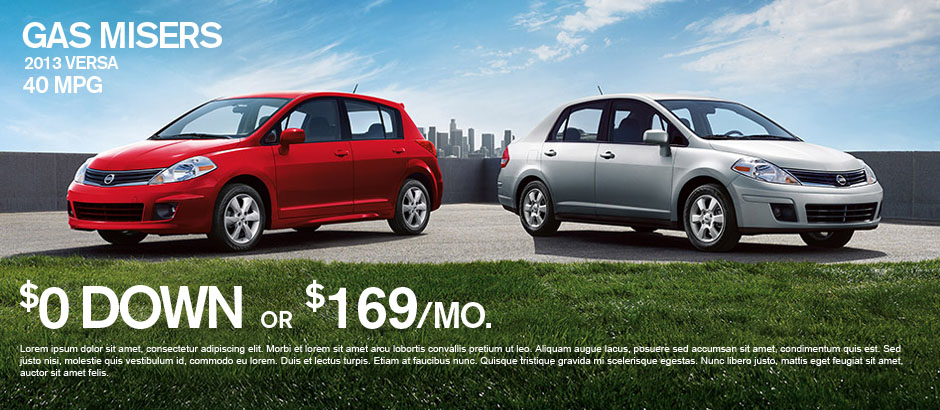 GAS MISERS
2013 VERSA
40 MPG
$0 DOWN OR $169/MO.
Lorem ipsum dolor sit amet, consectetur adipiscing elit. Morbi et lorem sit amet arcu lobortis convallis pretium ut leo. Aliquam augue lacus, posuere sed accumsan sit amet, condimentum quis est. Sed
justo nisi, molestie quis vestibulum id, commodo eu lorem. Duis et lectus turpis. Etiam at faucibus nunc. Quisque tristique gravida mi scelerisque egestas. Nunc libero justo, mattis eget feugiat sit amet,
auctor sit amet felis.